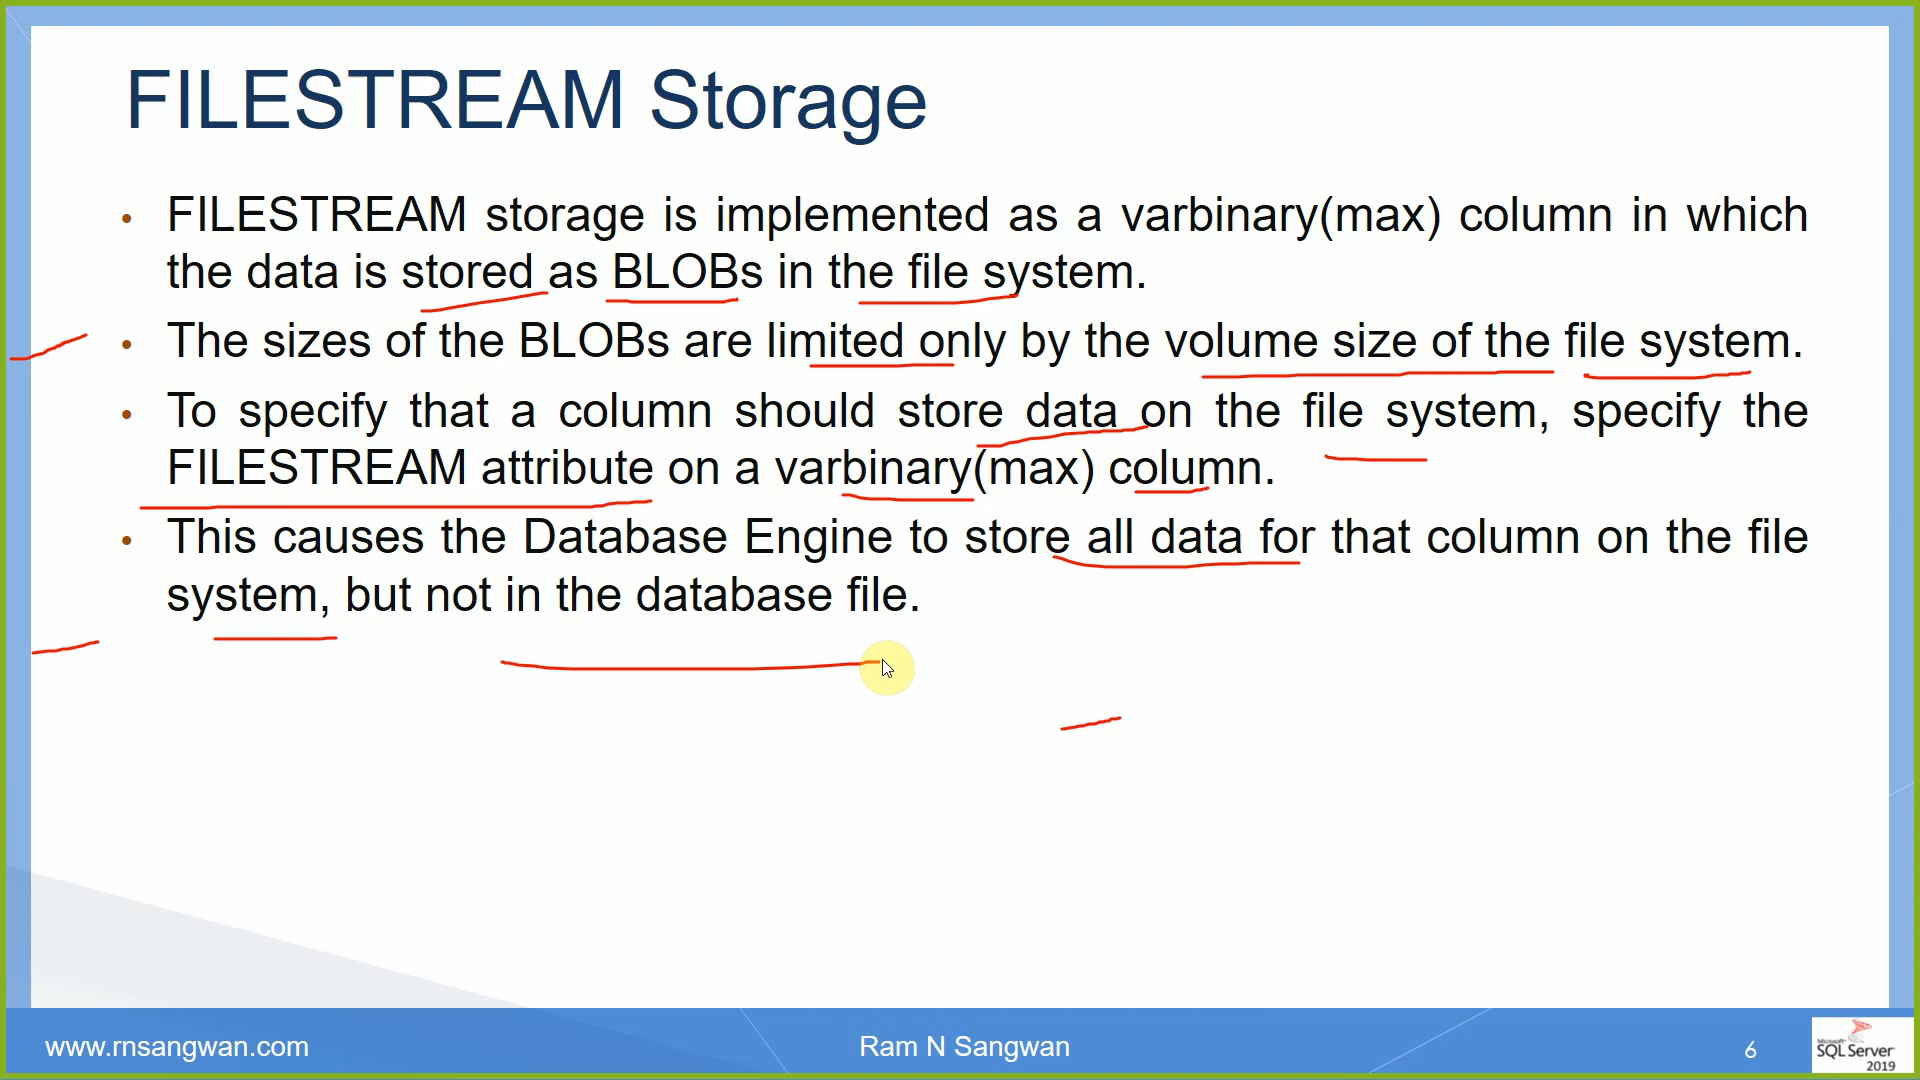 FILESTREAM Storage
• FILESTREAM storage is implemented as a varbinary(max) column in which
the data is stored as BLOBs in the file system.
• The sizes of the BLOBs are limited only by the volume size of the file system.
• To specify that a column should store data on the file system, specify the
FILESTREAM attribute on a varbinary(max) column.
• This causes the Database Engine to store all data for that column on the file
system, but not in the database file.
www.rnsangwan.com
Ram N Sangwan
6
Microsoft
SQL Server
2019